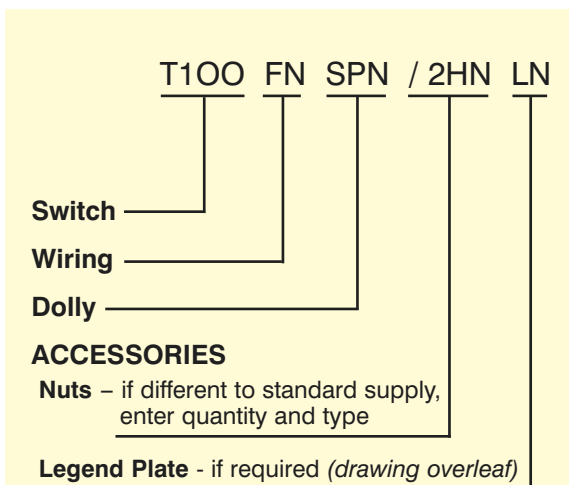 T1OO FN SPN / 2HN LN
Switch
Wiring
Dolly
ACCESSORIES
Nuts – if different to standard supply,
enter quantity and type
Legend Plate - if required (drawing overleaf)